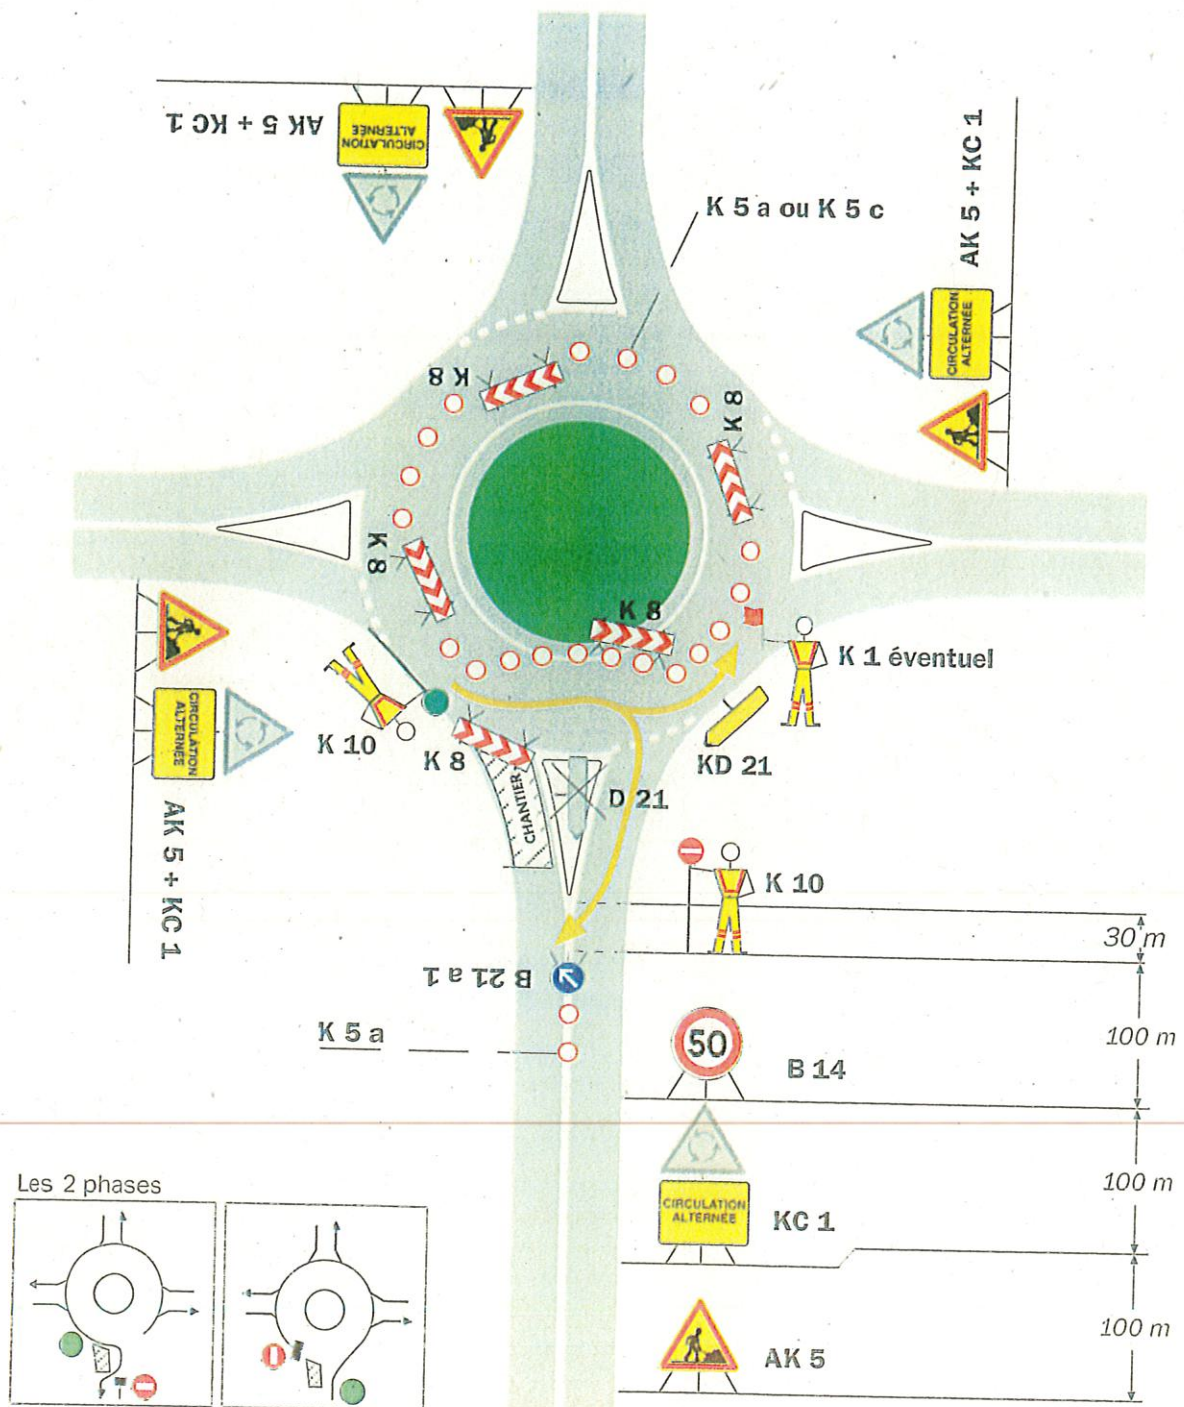 AK 5 + KC 1
CIRCULATION
ALTERNÉE
K 5 a ou K 5 c
AK 5 + KC 1
CIRCULATION
ALTERNÉE
K 8
K 8
K 8
K 8
K 1 éventuel
CIRCULATION
ALTERNÉE
AK 5 + KC 1
K 10
K 8
KD 21
CHANTIER
D 21
K 10
30 m
B 21 a 1
K 5 a
50
B 14
100 m
CIRCULATION
ALTERNÉE
KC 1
100 m
Les 2 phases
AK 5
100 m